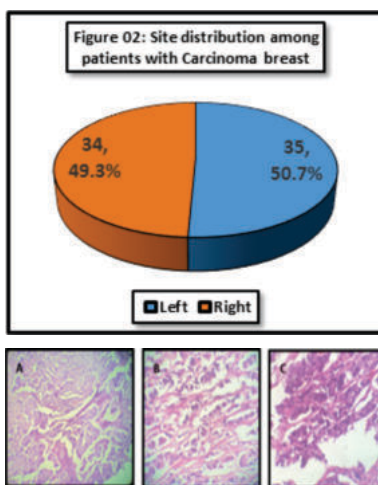 Figure 02: Site distribution among
patients with Carcinoma breast
34,
49.3%
35,
50.7%
Left Right
A B C